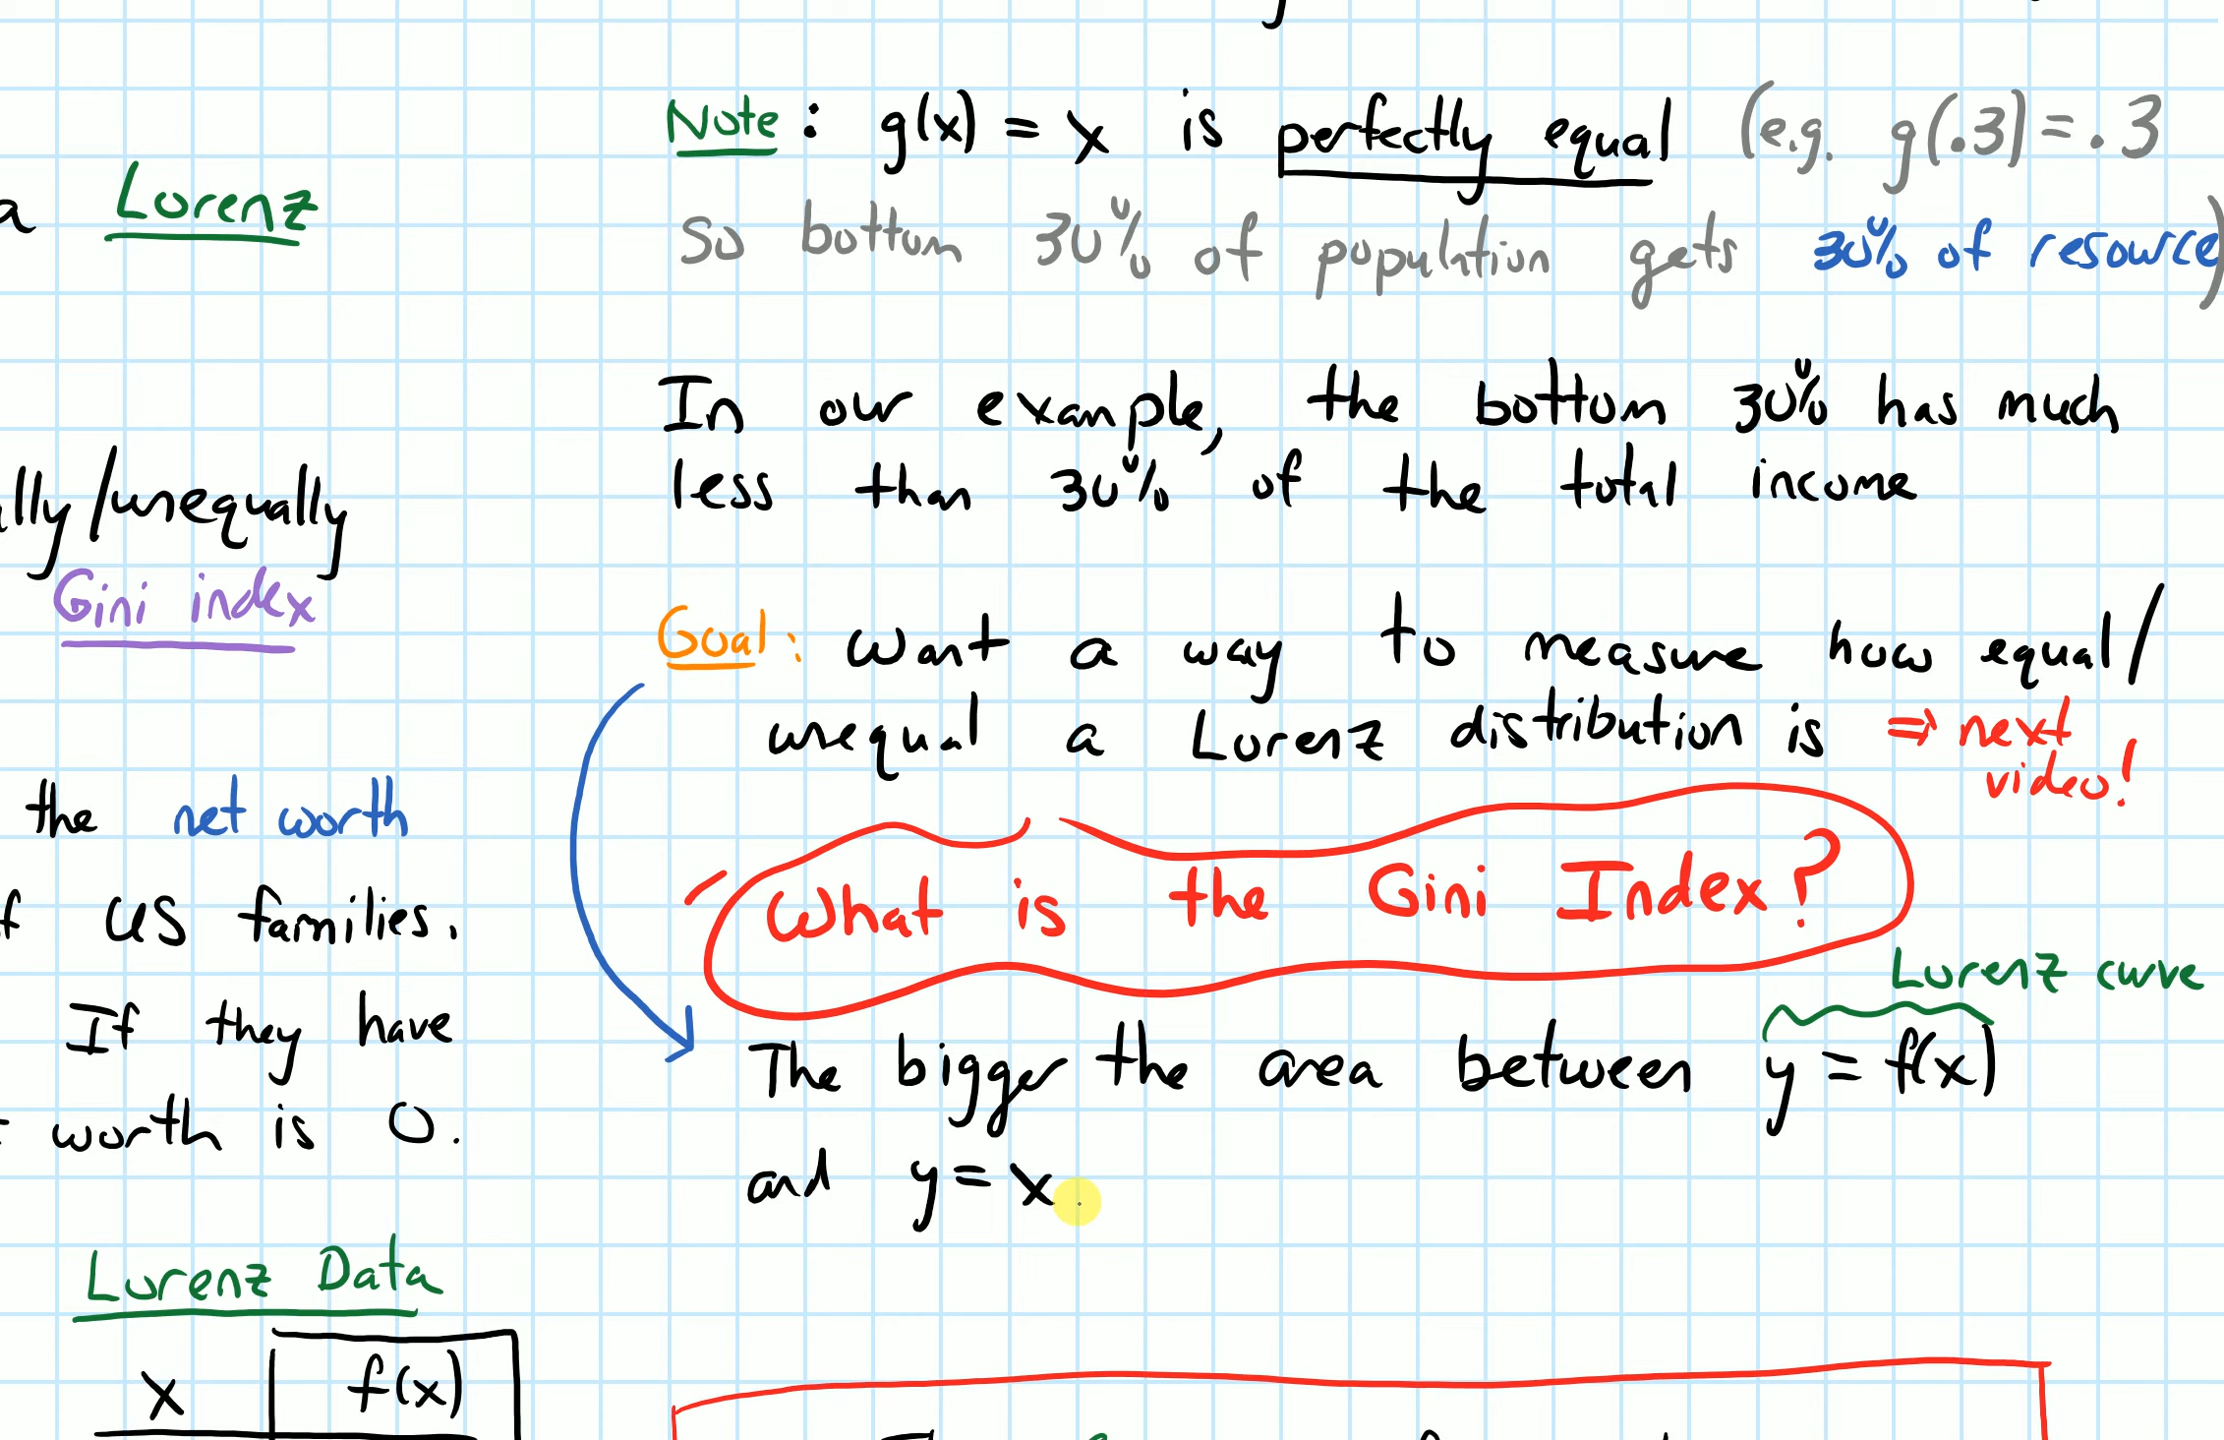 a Lorenz
lly/unequally
Gini index
the net worth
f US families.
If they have
worth is 0.
Lorenz Data
x f(x)
Note: g(x) = x is perfectly equal (e.g. g(.3) = .3
So bottom 30% of population gets 30% of resource)
In our example, the bottom 30% has much
less than 30% of the total income
Goal: Want a way to measure how equal/
unequal a Lorenz distribution is ⇒ next
video!
What is the Gini Index?
Lorenz curve
The bigger the area between y = f(x)
and y = x